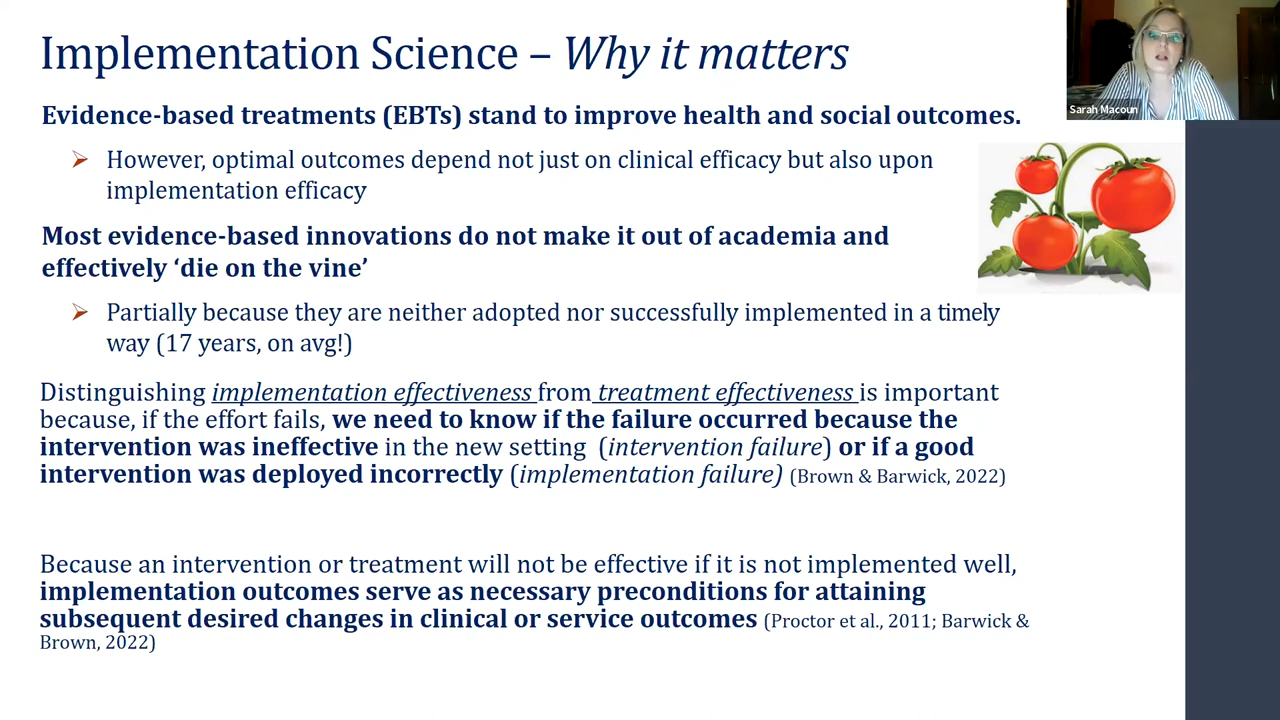 Implementation Science – Why it matters
Sarah Macoun
Evidence-based treatments (EBTs) stand to improve health and social outcomes.
However, optimal outcomes depend not just on clinical efficacy but also upon
implementation efficacy
Most evidence-based innovations do not make it out of academia and
effectively ‘die on the vine’
Partially because they are neither adopted nor successfully implemented in a timely
way (17 years, on avg!)
Distinguishing implementation effectiveness from treatment effectiveness is important
because, if the effort fails, we need to know if the failure occurred because the
intervention was ineffective in the new setting (intervention failure) or if a good
intervention was deployed incorrectly (implementation failure) (Brown & Barwick, 2022)
Because an intervention or treatment will not be effective if it is not implemented well,
implementation outcomes serve as necessary preconditions for attaining
subsequent desired changes in clinical or service outcomes (Proctor et al., 2011; Barwick &
Brown, 2022)